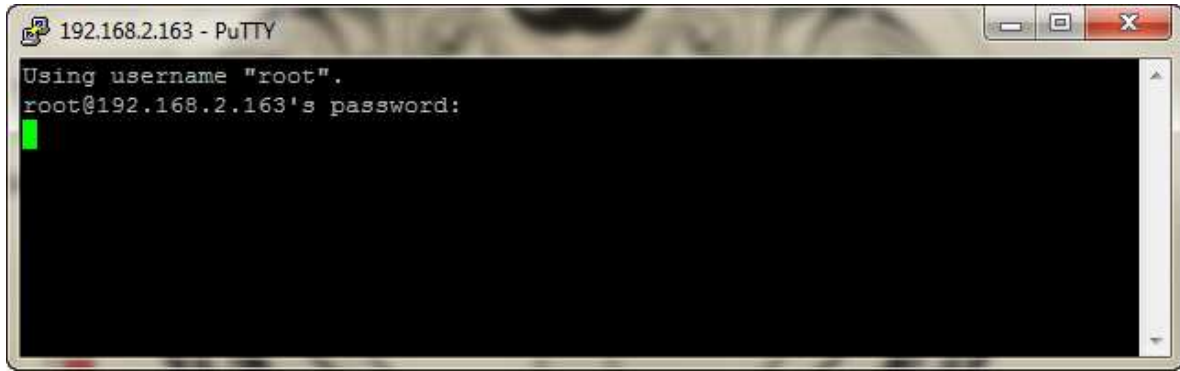 192.168.2.163 - PuTTY
Using username "root".
root@192.168.2.163's password: